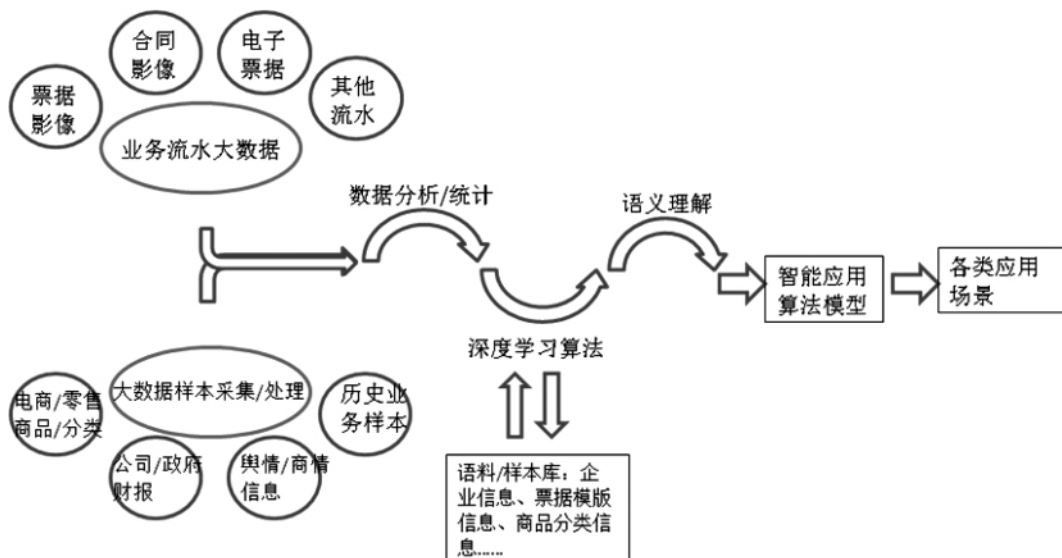 合同
影像
电子
票据
票据
影像
其他
流水
业务流水大数据
数据分析/统计
语义理解
智能应用
算法模型
各类应用
场景
深度学习算法
大数据样本采集/处理
电商/零售
商品/分类
历史业
务样本
公司/政府
财报
舆情/商情
信息
语料/样本库：企
业信息、票据模版
信息、商品分类信
息......